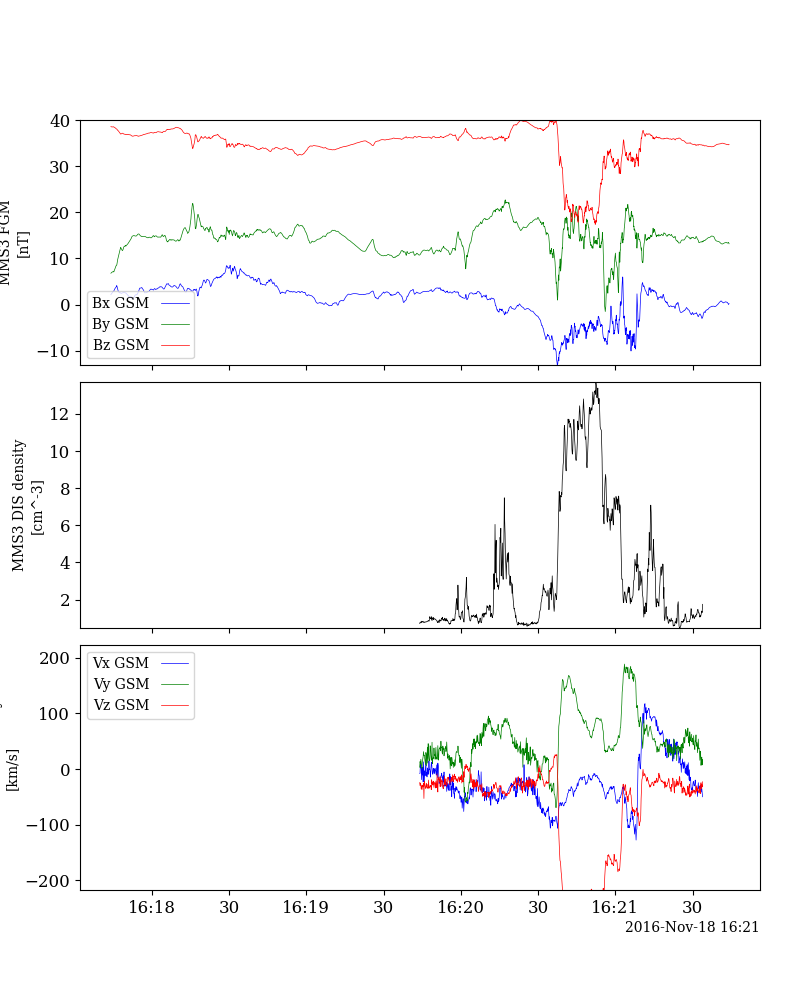 40
30
20
10
0
−10
MMS3 FGM
[nT]
Bx GSM
By GSM
Bz GSM
12
10
8
6
4
2
MMS3 DIS density
[cm^-3]
200
100
0
−100
−200
[km/s]
Vx GSM
Vy GSM
Vz GSM
16:18 30 16:19 30 16:20 30 16:21 30
2016-Nov-18 16:21